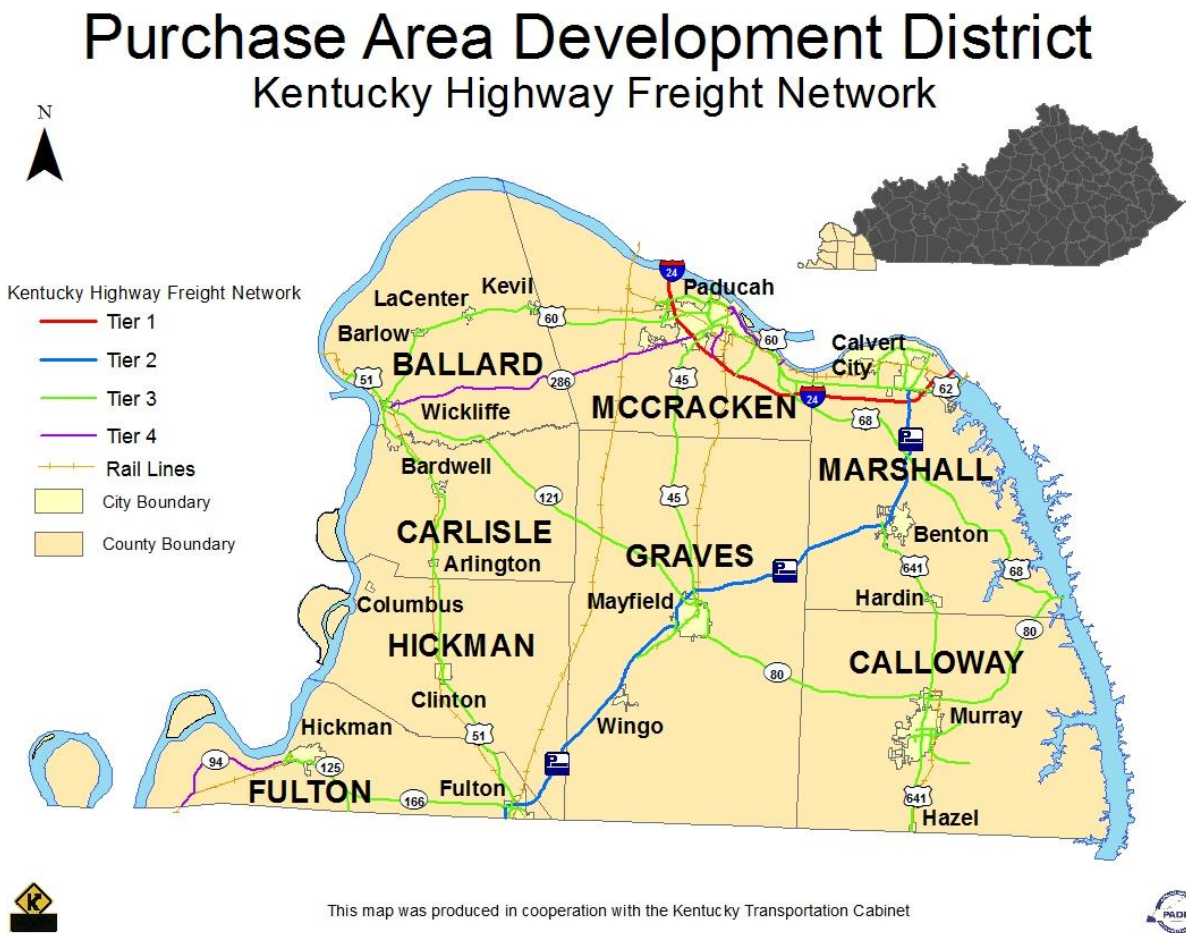 Purchase Area Development District
Kentucky Highway Freight Network
N
Kentucky Highway Freight Network
Tier 1
Tier 2
Tier 3
Tier 4
Rail Lines
City Boundary
County Boundary
24
Paducah
Kevil
LaCenter
60
Barlow
60
Calvert
City
BALLARD
51
286
45
62
Wickliffe
MCCRACKEN
24
68
P
Bardwell
MARSHALL
121
45
CARLISLE
Benton
GRAVES
Arlington
P
641
68
Columbus
Mayfield
Hardin
80
HICKMAN
CALLOWAY
80
Clinton
Wingo
Murray
Hickman
51
94
125
P
FULTON
Fulton
166
641
Hazel
K
This map was produced in cooperation with the Kentucky Transportation Cabinet